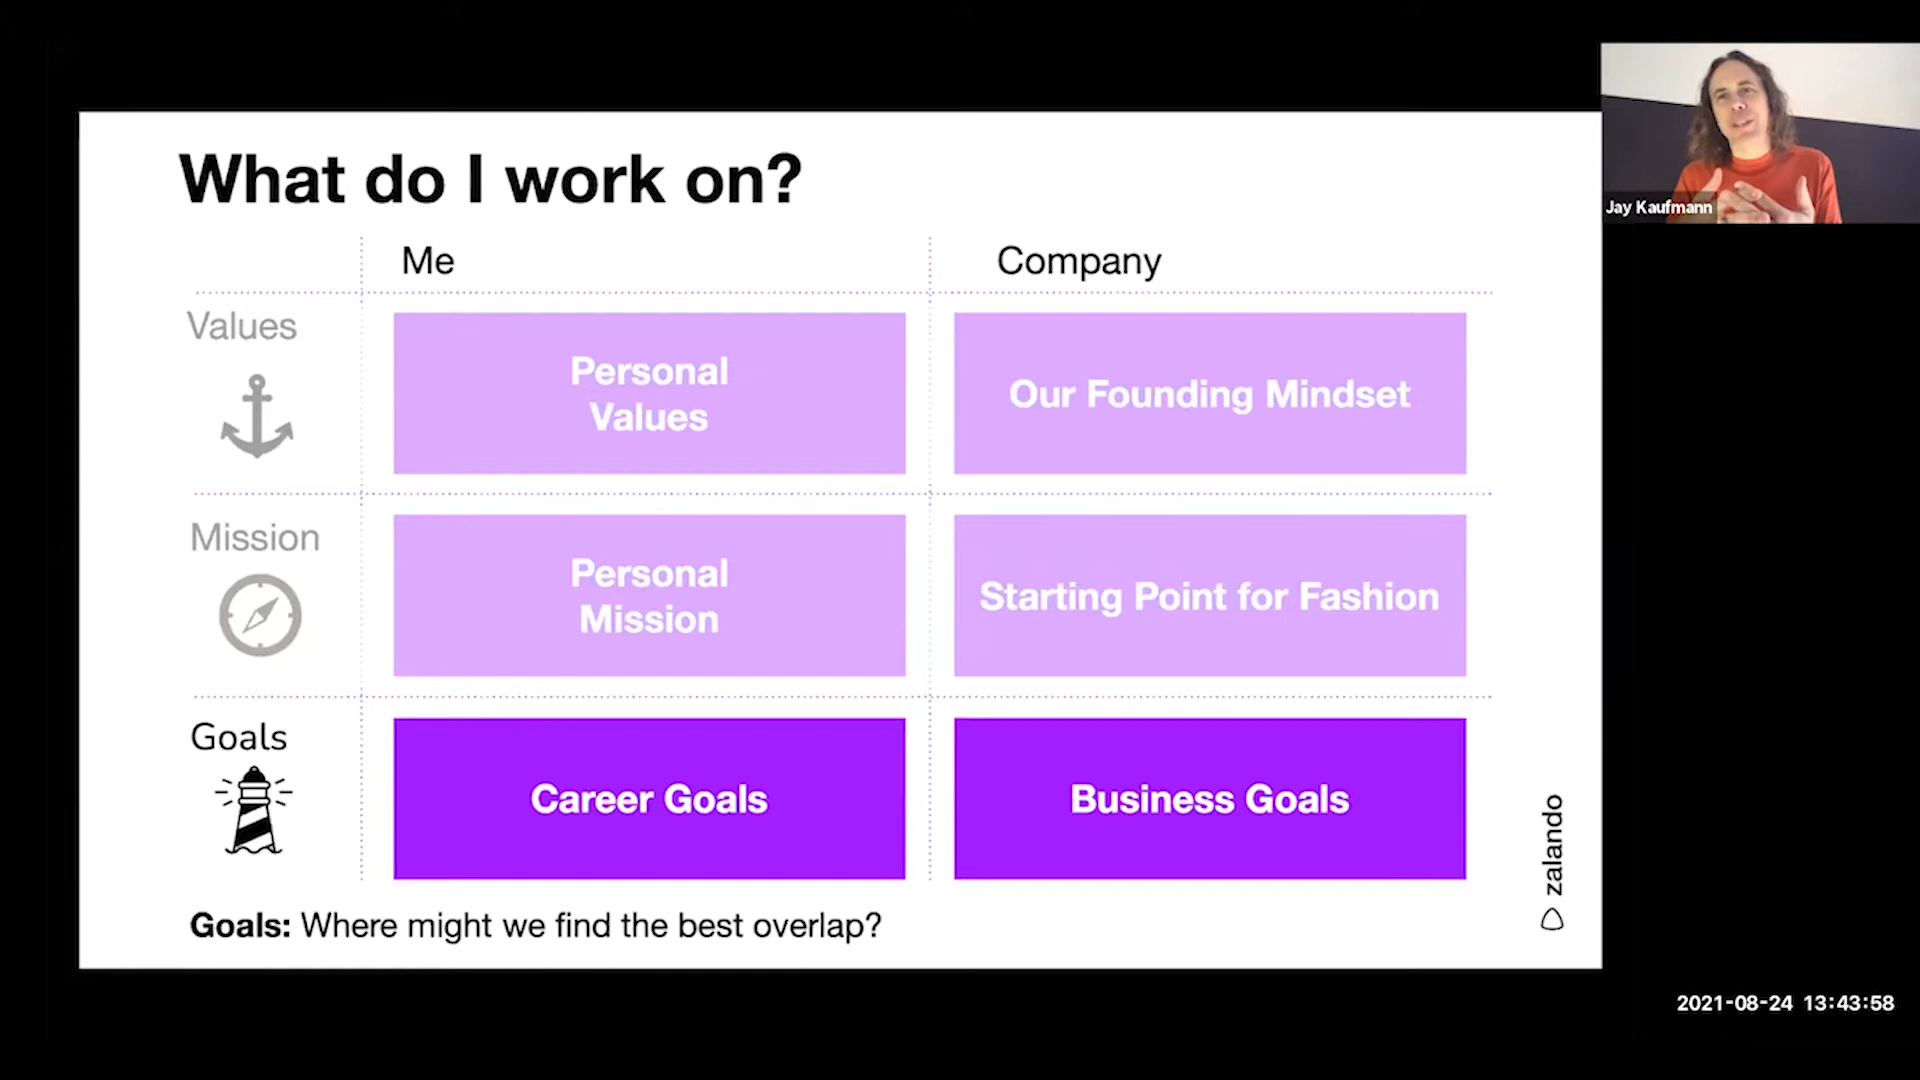 What do I work on?
Me
Company
Values
Personal
Values
Our Founding Mindset
Mission
Personal
Mission
Starting Point for Fashion
Goals
Career Goals
Business Goals
Goals: Where might we find the best overlap?
zalando
Jay Kaufmann
2021-08-24 13:43:58